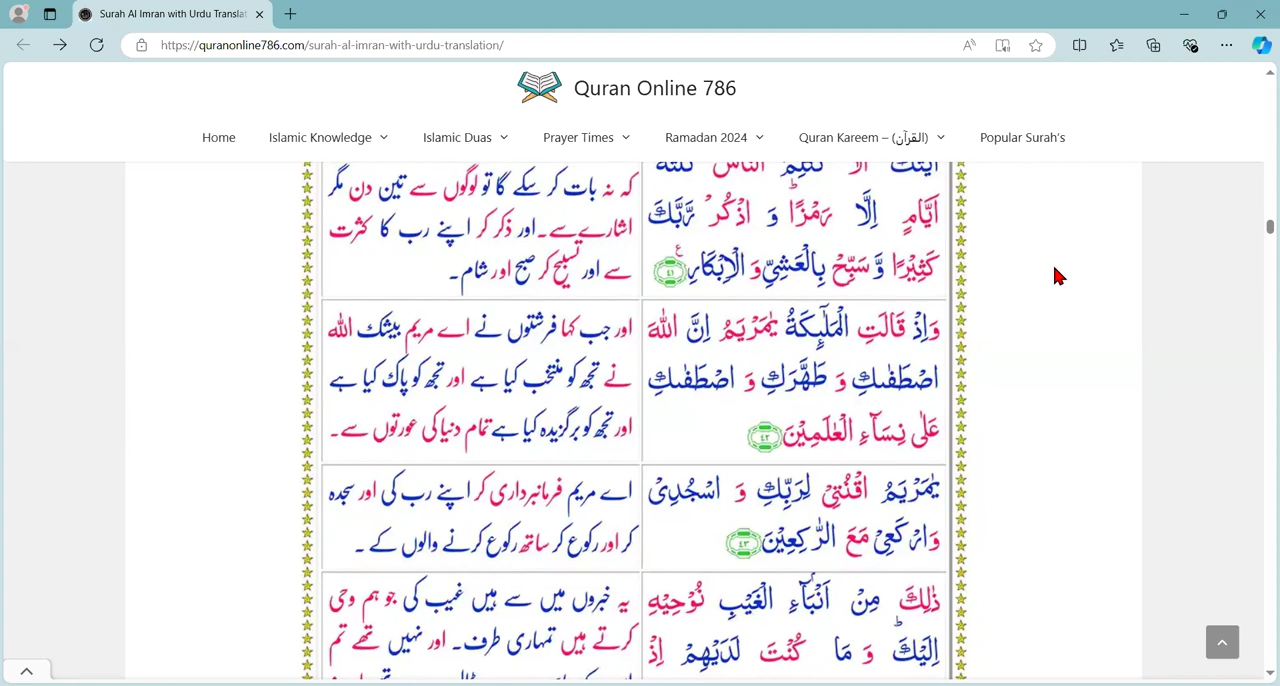 Surah Al Imran with Urdu Translat
https://quranonline786.com/surah-al-imran-with-urdu-translation/
Quran Online 786
Home
Islamic Knowledge
Islamic Duas
Prayer Times
Ramadan 2024
Quran Kareem – (القرآن)
Popular Surah's
اَيَّامٍ اِلَّا رَمْزًا وَ اذْكُرْ رَّبَّكَ
كَثِيْرًا وَّ سَبِّحْ بِالْعَشِيِّ وَ الْاِبْكَارِ ﴿٤١﴾
کہ نہ بات کر سکے گا تو لوگوں سے تین دن مگر
اشارے سے۔ اور ذکر کر اپنے رب کا کثرت
سے اور تسبیح کر صبح اور شام۔
وَاِذْ قَالَتِ الْمَلٰٓئِكَةُ يٰمَرْيَمُ اِنَّ اللّٰهَ
اصْطَفٰىكِ وَ طَهَّرَكِ وَ اصْطَفٰىكِ
عَلٰى نِسَآءِ الْعٰلَمِيْنَ ﴿٤٢﴾
اور جب کہا فرشتوں نے اے مریم بیشک اللہ
نے تجھ کو منتخب کیا ہے اور تجھ کو پاک کیا ہے
اور تجھ کو برگزیدہ کیا ہے تمام دنیا کی عورتوں سے۔
يٰمَرْيَمُ اقْنُتِيْ لِرَبِّكِ وَ اسْجُدِيْ
وَارْكَعِيْ مَعَ الرّٰكِعِيْنَ ﴿٤٣﴾
اے مریم فرمانبرداری کر اپنے رب کی اور سجدہ
کر اور رکوع کر ساتھ رکوع کرنے والوں کے ۔
ذٰلِكَ مِنْ اَنْۢبَآءِ الْغَيْبِ نُوْحِيْهِ
اِلَيْكَ ؕ وَ مَا كُنْتَ لَدَيْهِمْ اِذْ
یہ خبروں میں سے ہیں غیب کی جو ہم وحی
کرتے ہیں تمہاری طرف۔ اور نہیں تھے تم